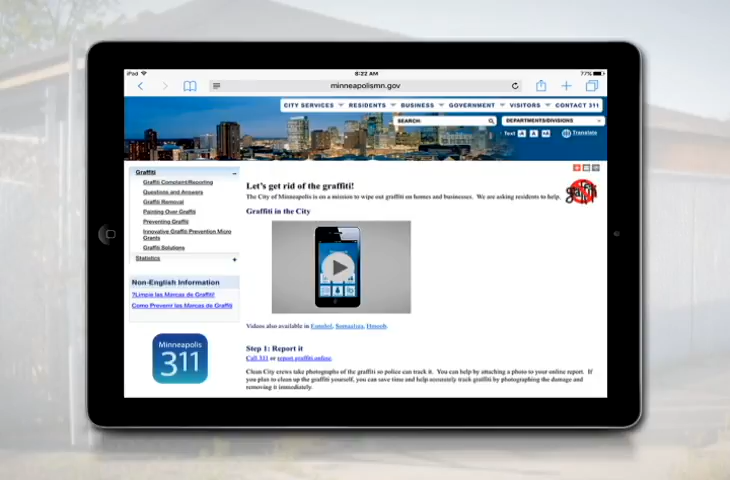 iPad
8:22 AM
77%
minneapolismn.gov
CITY SERVICES
RESIDENTS
BUSINESS
GOVERNMENT
VISITORS
CONTACT 311
SEARCH:
DEPARTMENTS/DIVISIONS
Text
A
A
Translate
Graffiti
Graffiti Complaint/Reporting
Questions and Answers
Graffiti Removal
Painting Over Graffiti
Preventing Graffiti
Innovative Graffiti Prevention Micro
Grants
Graffiti Solutions
Statistics
Non-English Information
?Limpie las Marcas de Graffiti!
Como Prevenir las Marcas de Graffiti
Minneapolis
311
Let's get rid of the graffiti!
The City of Minneapolis is on a mission to wipe out graffiti on homes and businesses. We are asking residents to help.
graffiti
Graffiti in the City
Videos also available in Español, Somaaliga, Hmoob.
Step 1: Report it
Call 311 or report graffiti online.
Clean City crews take photographs of the graffiti so police can track it. You can help by attaching a photo to your online report. If
you plan to clean up the graffiti yourself, you can save time and help accurately track graffiti by photographing the damage and
removing it immediately.